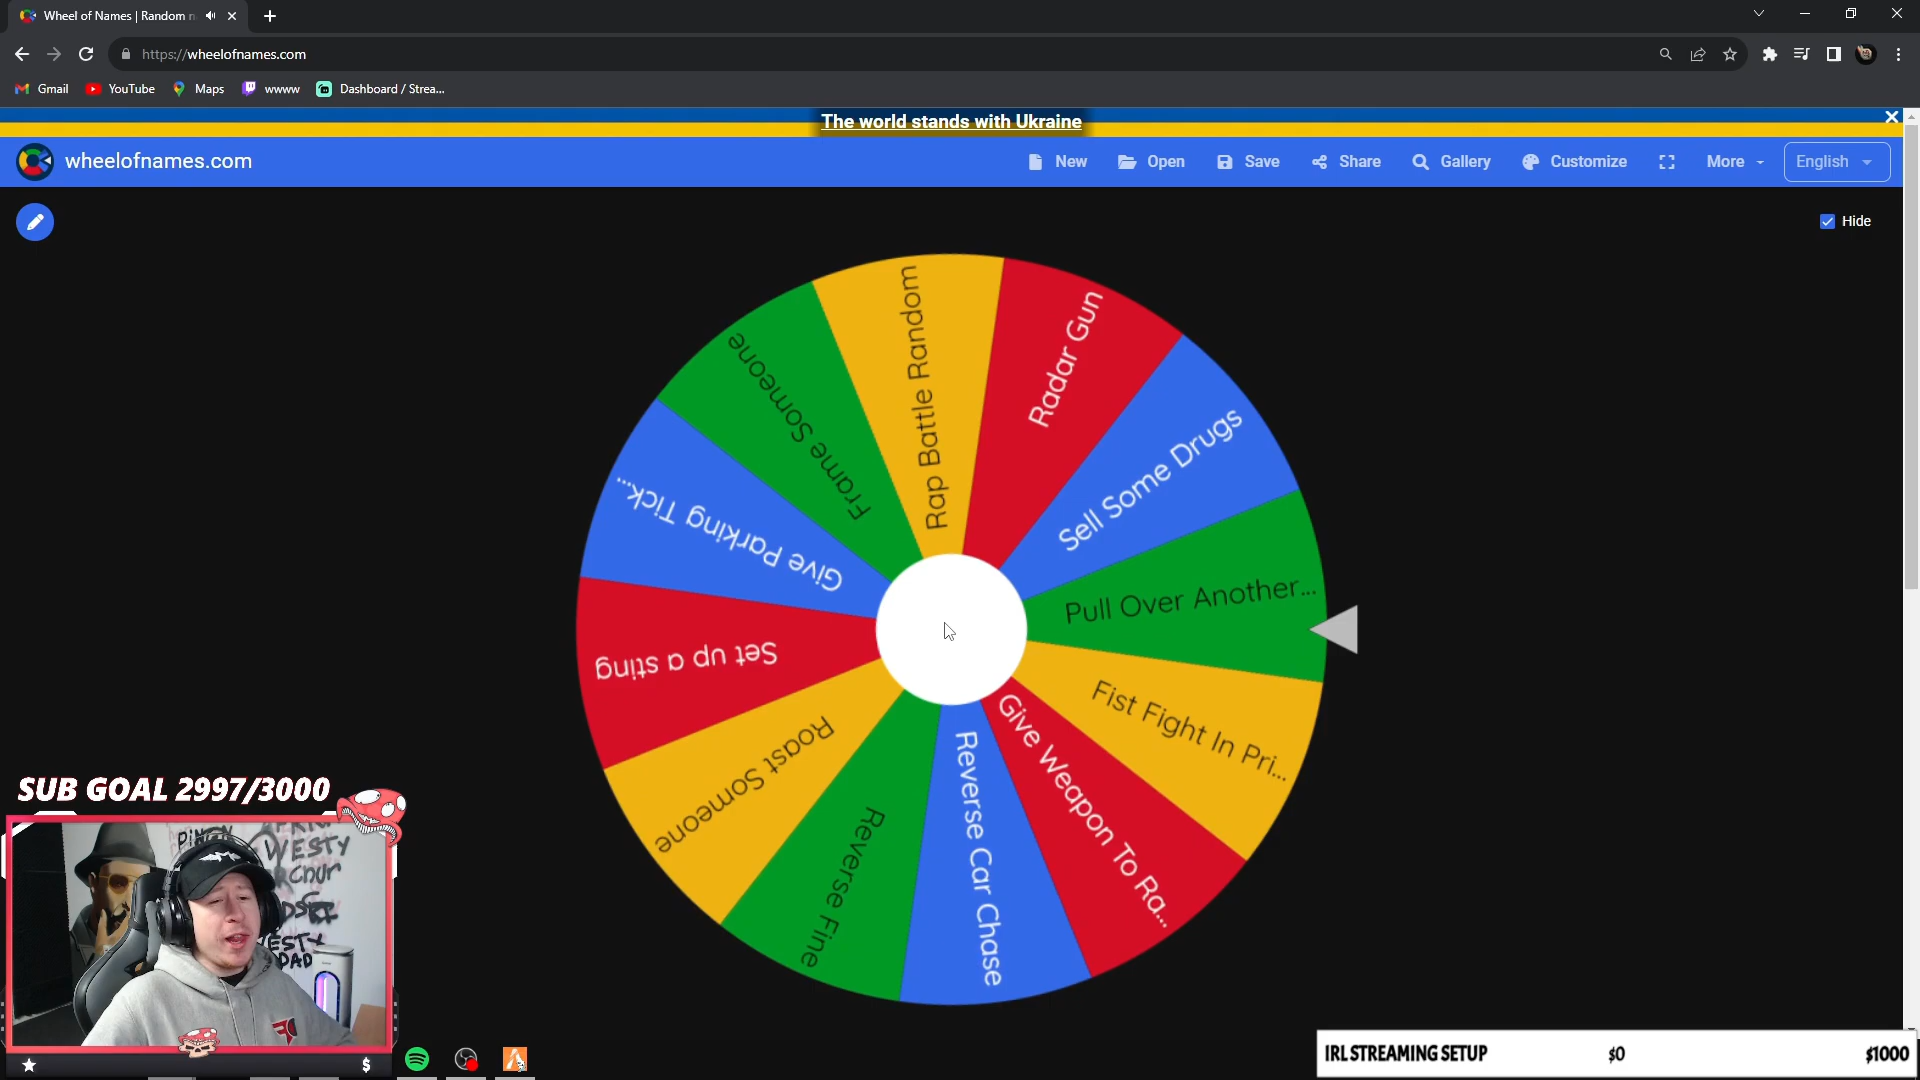 Wheel of Names | Random n
https://wheelofnames.com
Gmail
YouTube
Maps
wwww
Dashboard / Strea...
The world stands with Ukraine
wheelofnames.com
New
Open
Save
Share
Gallery
Customize
More
English
Hide
Rap Battle Random
Radar Gun
Sell Some Drugs
Pull Over Another...
Fist Fight In Pri...
Give Weapon To Ra...
Reverse Car Chase
Reverse Fine
Roast Someone
Set up a sting
Give Parking Tick...
Frame Someone
SUB GOAL 2997/3000
WESTY
ESTY
DAD
IRL STREAMING SETUP
$0
$1000